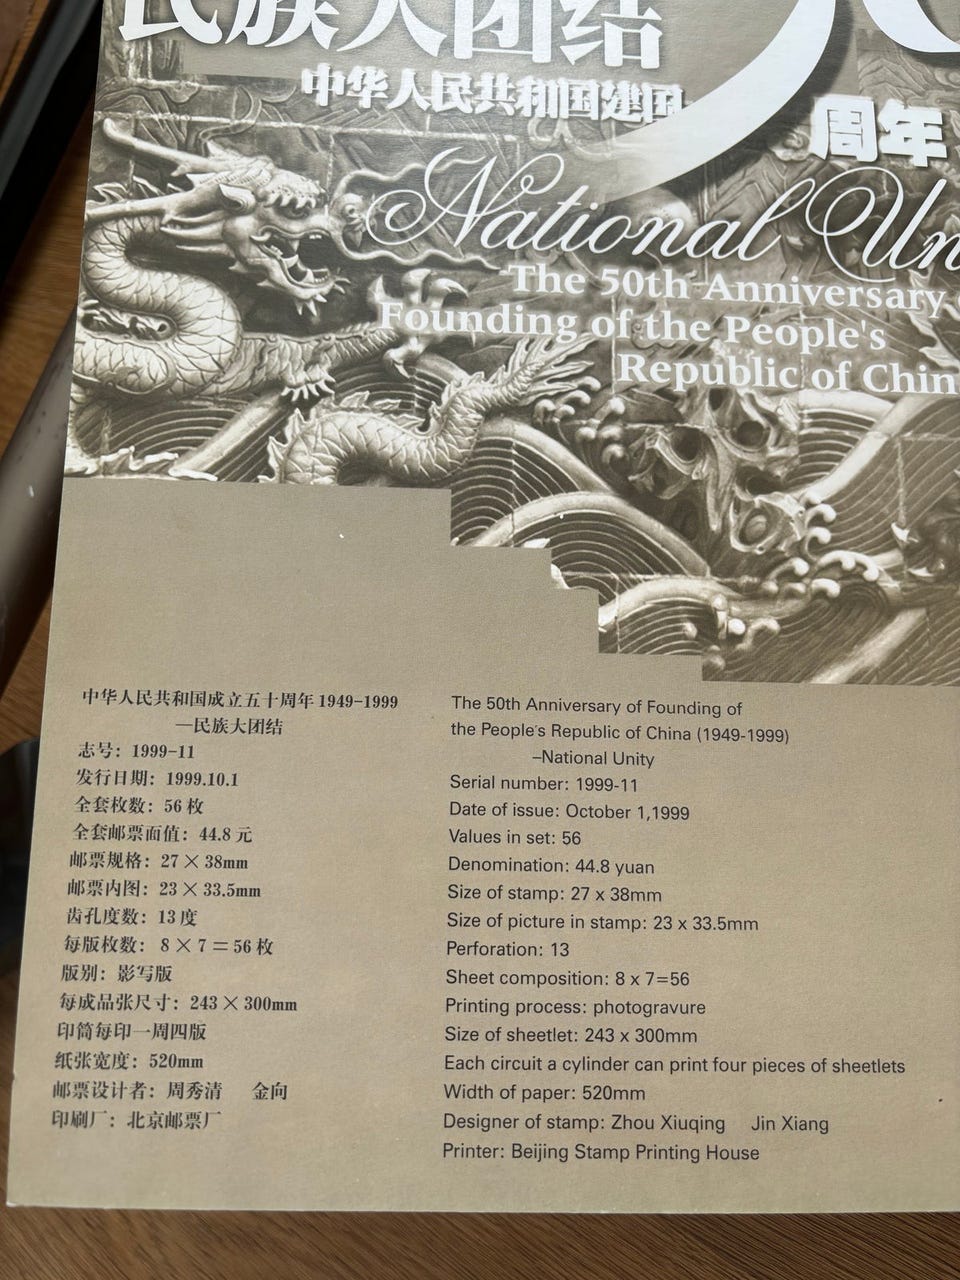 民族大团结
中华人民共和国建国
周年
National Un
The 50th Anniversary
Founding of the People's
Republic of Chin
中华人民共和国成立五十周年1949-1999
—民族大团结
志号：1999-11
发行日期：1999.10.1
全套枚数：56枚
全套邮票面值：44.8元
邮票规格：27×38mm
邮票内图：23×33.5mm
齿孔度数：13度
每版枚数：8×7=56枚
版别：影写版
每成品张尺寸：243×300mm
印筒每印一周四版
纸张宽度：520mm
邮票设计者：周秀清 金向
印刷厂：北京邮票厂
The 50th Anniversary of Founding of
the People's Republic of China (1949-1999)
–National Unity
Serial number: 1999-11
Date of issue: October 1,1999
Values in set: 56
Denomination: 44.8 yuan
Size of stamp: 27 x 38mm
Size of picture in stamp: 23 x 33.5mm
Perforation: 13
Sheet composition: 8 x 7=56
Printing process: photogravure
Size of sheetlet: 243 x 300mm
Each circuit a cylinder can print four pieces of sheetlets
Width of paper: 520mm
Designer of stamp: Zhou Xiuqing Jin Xiang
Printer: Beijing Stamp Printing House